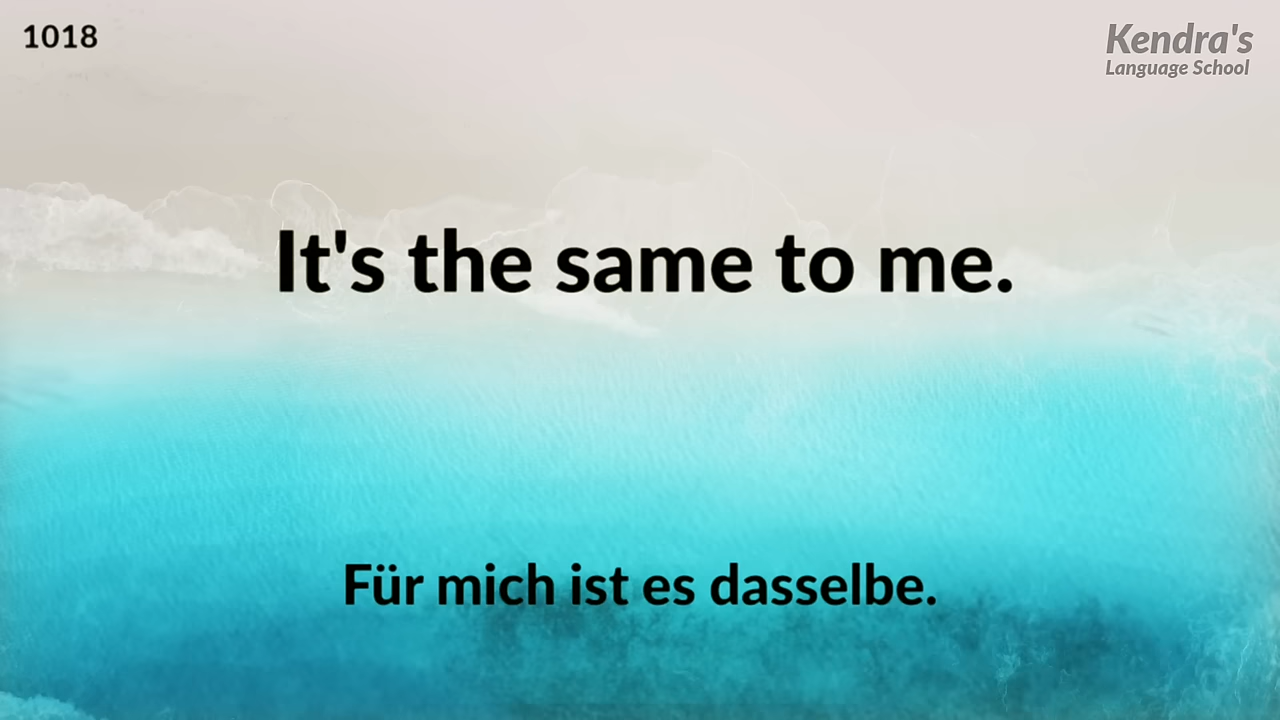 1018
Kendra's
Language School
It's the same to me.
Für mich ist es dasselbe.